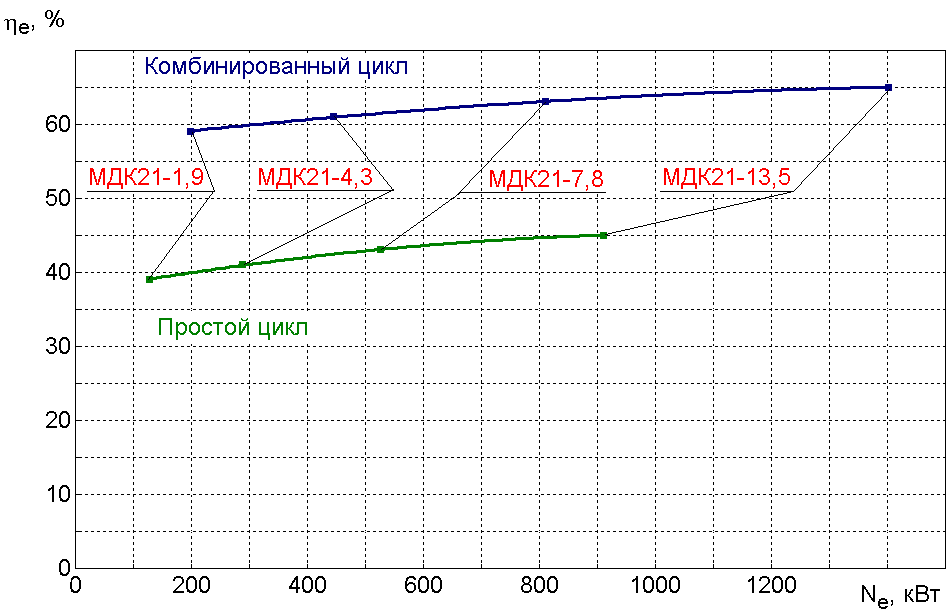 ηe, %
Комбинированный цикл
60
МДК21-1,9
МДК21-4,3
МДК21-7,8
МДК21-13,5
50
40
Простой цикл
30
20
10
0
0 200 400 600 800 1000 1200
Ne, кВт